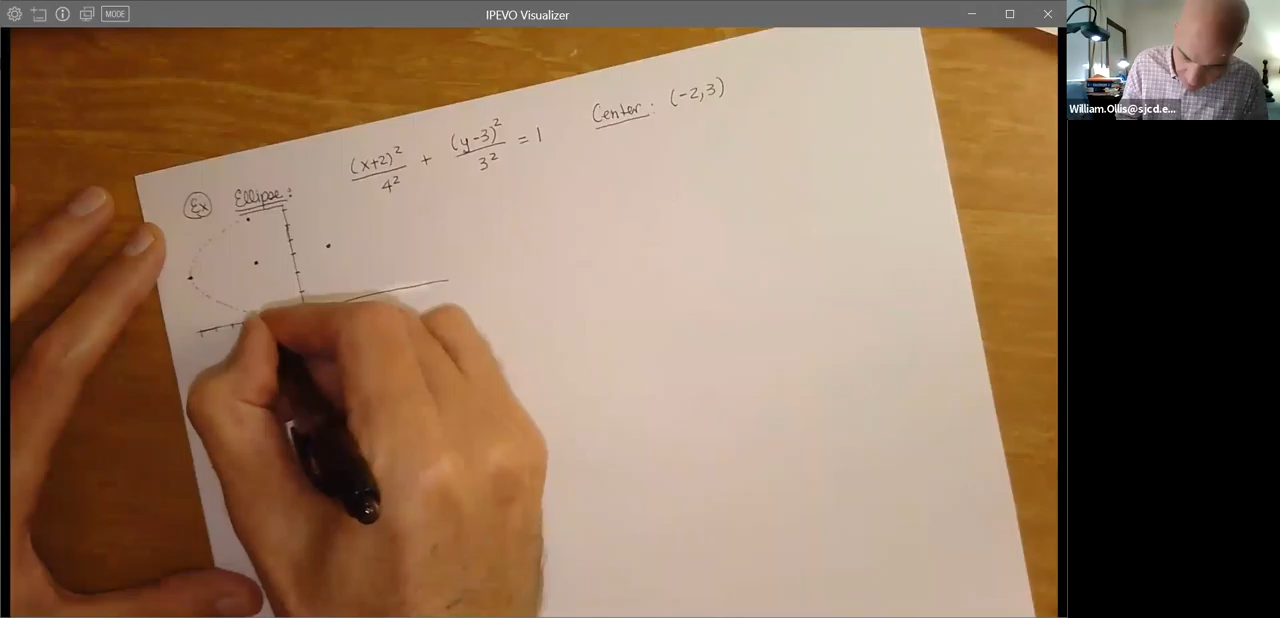 MODE
IPEVO Visualizer
William.Ollis@sjcd.e...
Center: (-2,3)
(x+2)²/4² + (y-3)²/3² = 1
Ex Ellipse: